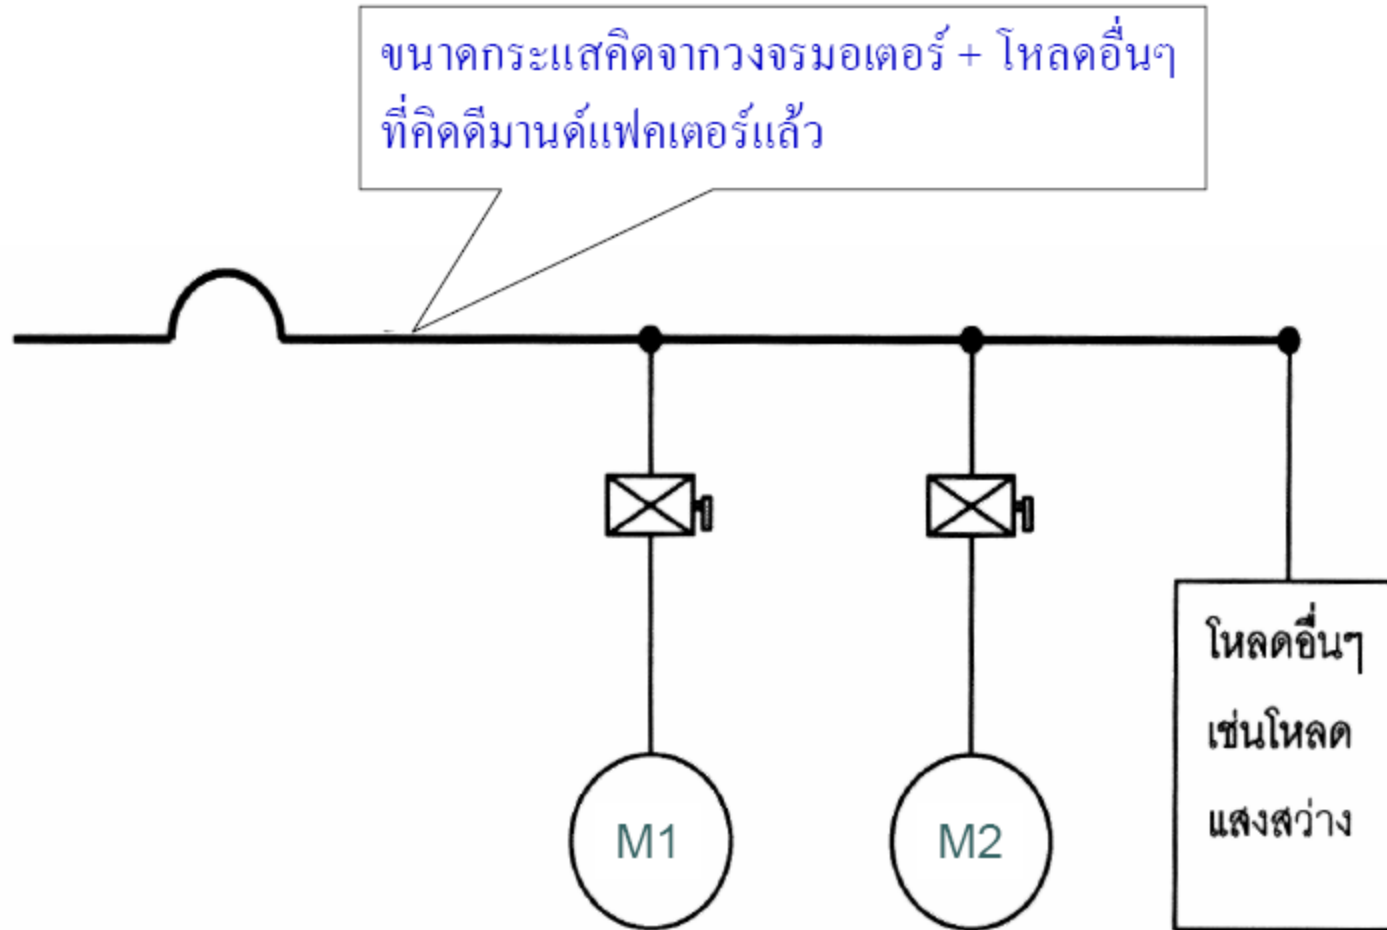 ขนาดกระแสคิดจากวงจรมอเตอร์ + โหลดอื่นๆ
ที่คิดดีมานด์แฟคเตอร์แล้ว
โหลดอื่นๆ
เช่นโหลด
แสงสว่าง
M1
M2